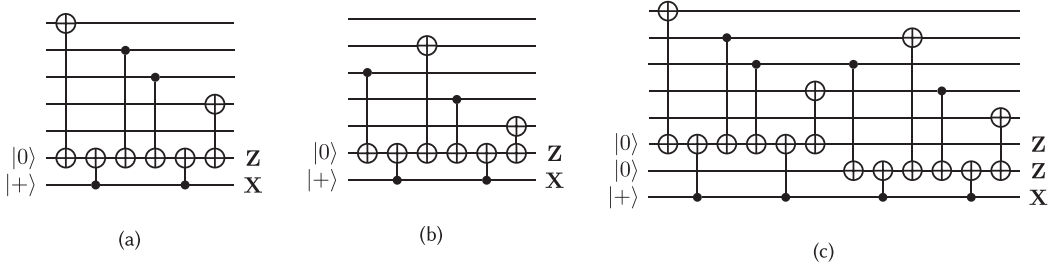 |0⟩ Z
|+⟩ X
(a)
|0⟩ Z
|+⟩ X
(b)
|0⟩ Z
|0⟩ Z
|+⟩ X
(c)